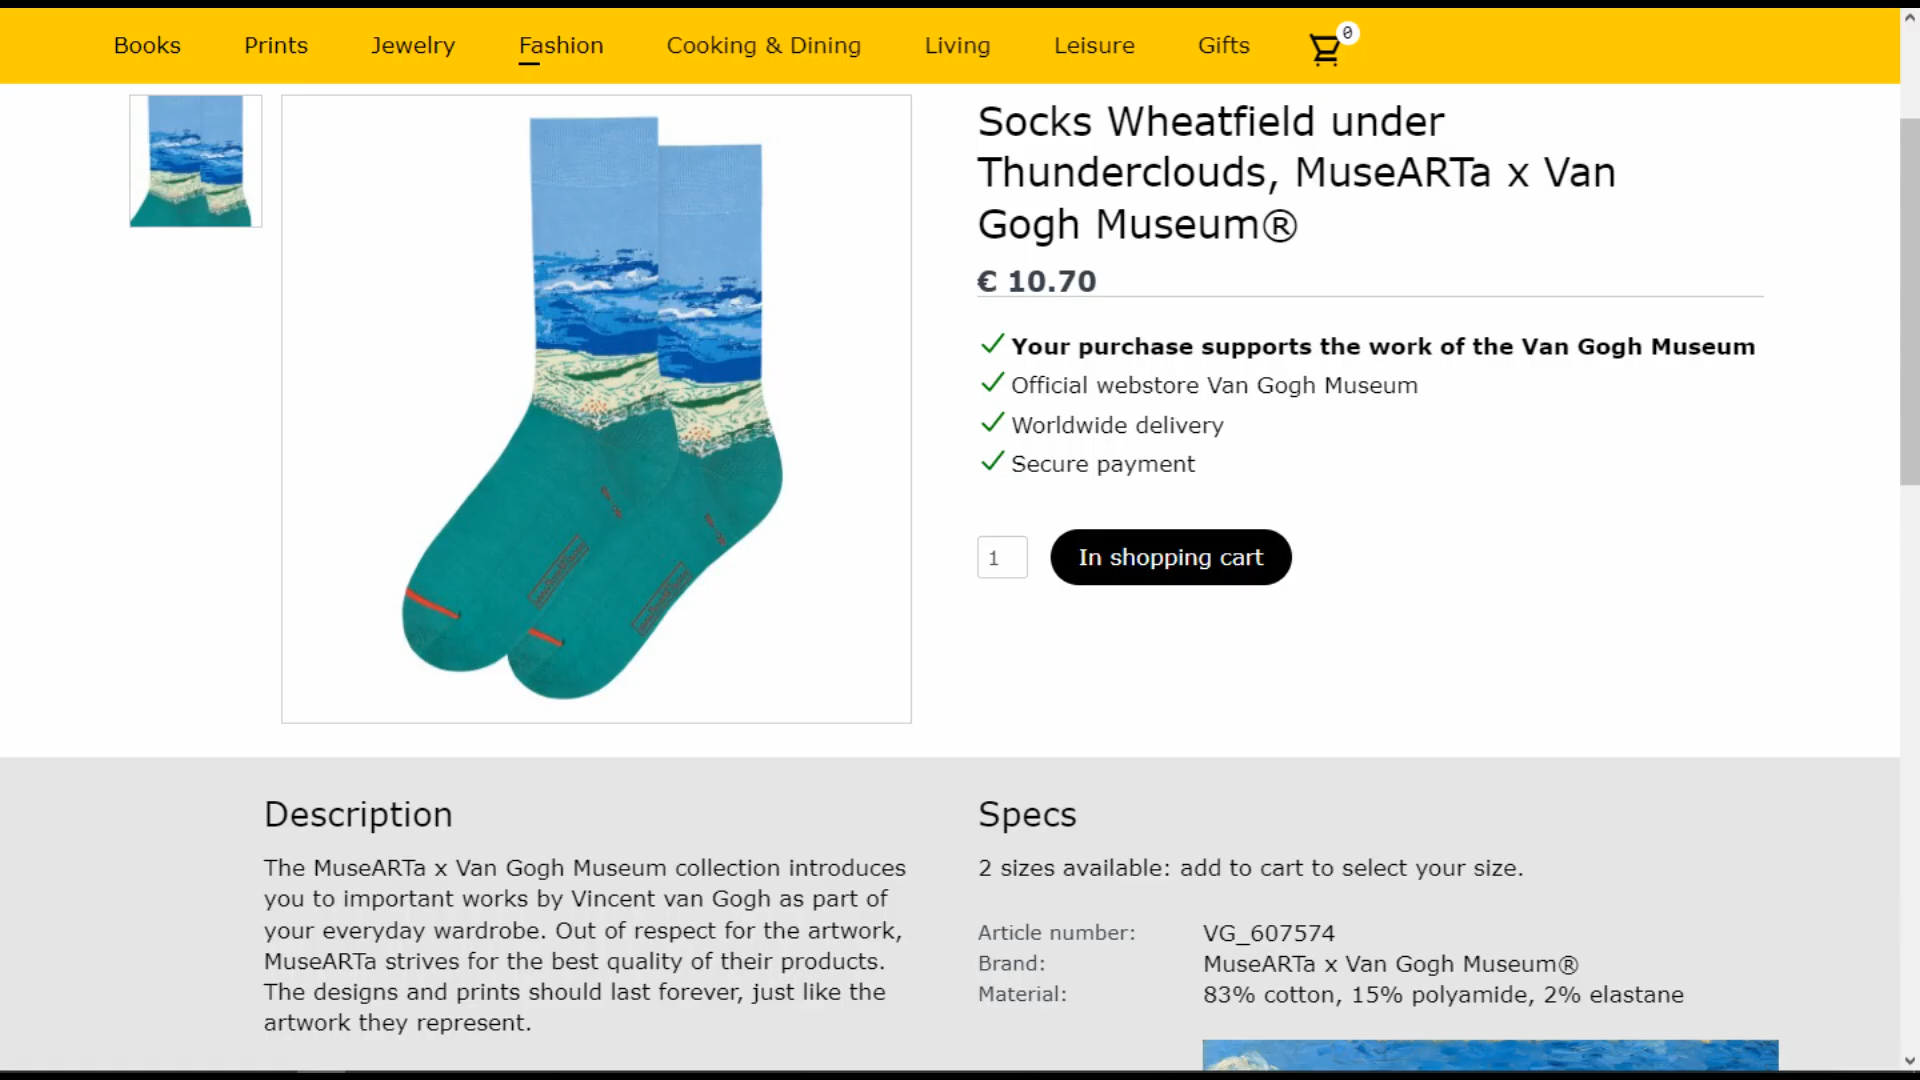 Books Prints Jewelry Fashion Cooking & Dining Living Leisure Gifts 0
Socks Wheatfield under
Thunderclouds, MuseARTa x Van
Gogh Museum®
€ 10.70
Your purchase supports the work of the Van Gogh Museum
Official webstore Van Gogh Museum
Worldwide delivery
Secure payment
1 In shopping cart
Description
The MuseARTa x Van Gogh Museum collection introduces
you to important works by Vincent van Gogh as part of
your everyday wardrobe. Out of respect for the artwork,
MuseARTa strives for the best quality of their products.
The designs and prints should last forever, just like the
artwork they represent.
Specs
2 sizes available: add to cart to select your size.
Article number: VG_607574
Brand: MuseARTa x Van Gogh Museum®
Material: 83% cotton, 15% polyamide, 2% elastane